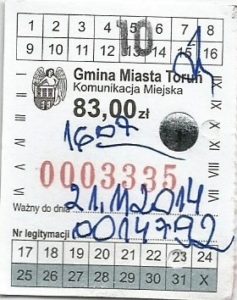 1 2 3 4 5 6 7 8
9 10 11 12 13 14 15 16
10
Gmina Miasta Toruń
Komunikacja Miejska
83,00 zł
0003335
Ważny do dnia 21.11.2014
Nr legitymacji 0014792
17 18 19 20 21 22 23 24
25 26 27 28 29 30 31 X